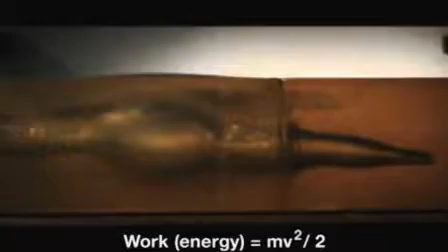 Work (energy) = mv²/ 2